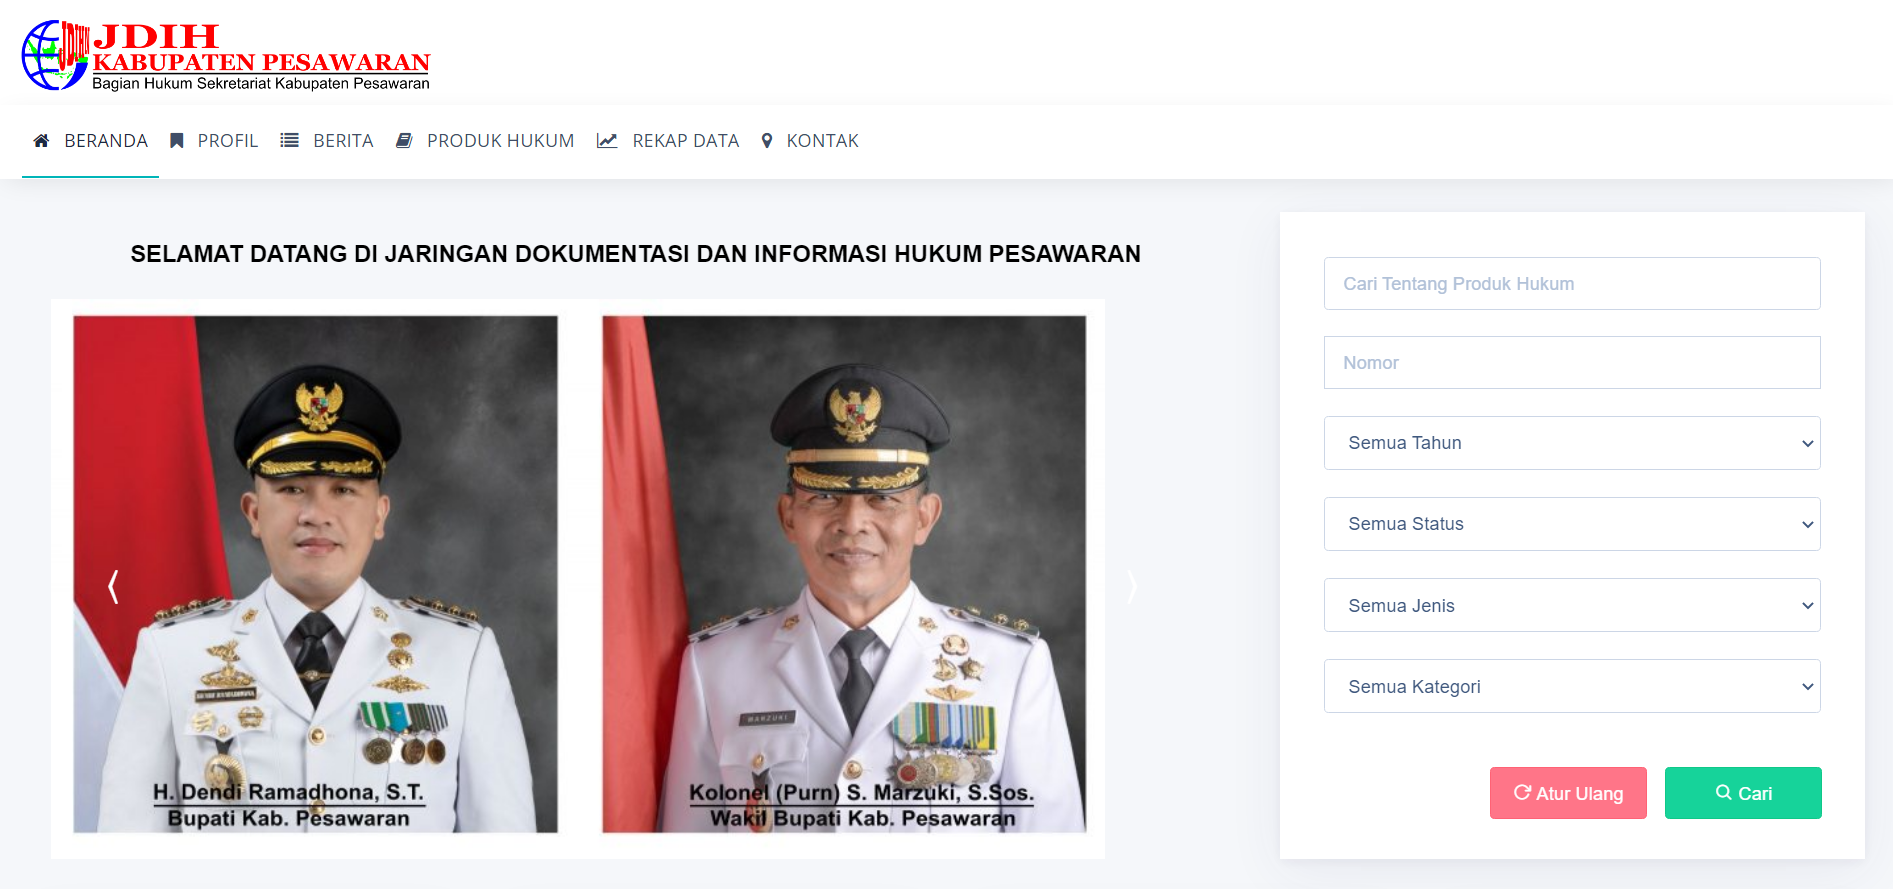 JDIH
KABUPATEN PESAWARAN
Bagian Hukum Sekretariat Kabupaten Pesawaran
BERANDA PROFIL BERITA PRODUK HUKUM REKAP DATA KONTAK
SELAMAT DATANG DI JARINGAN DOKUMENTASI DAN INFORMASI HUKUM PESAWARAN
MARZUKI
H. Dendi Ramadhona, S.T.
Bupati Kab. Pesawaran
Kolonel (Purn) S. Marzuki, S.Sos.
Wakil Bupati Kab. Pesawaran
Cari Tentang Produk Hukum
Nomor
Semua Tahun
Semua Status
Semua Jenis
Semua Kategori
Atur Ulang
Cari